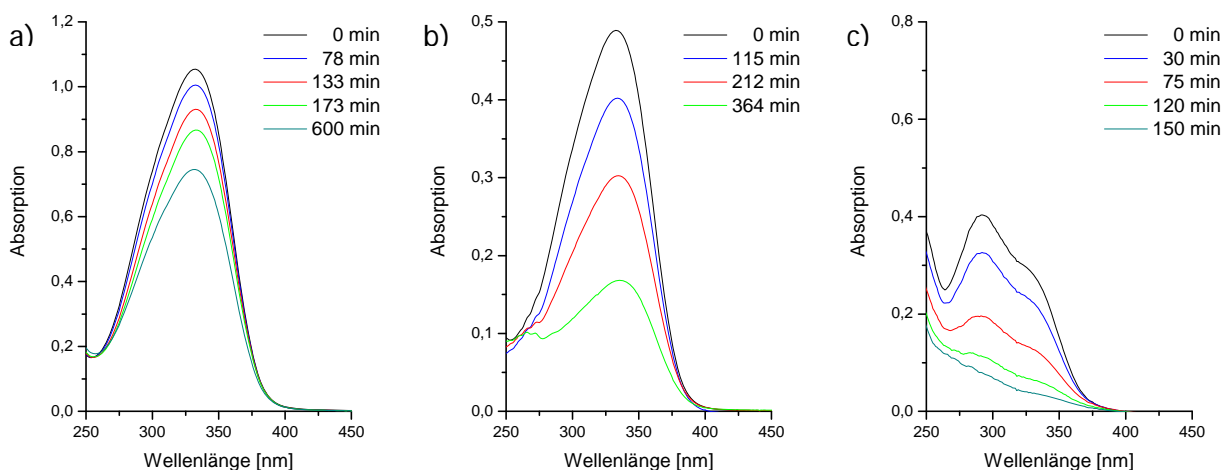 a)
1,2
1,0
0,8
0,6
0,4
0,2
0,0
250 300 350 400 450
Absorption
Wellenlänge [nm]
0 min
78 min
133 min
173 min
600 min
b)
0,5
0,4
0,3
0,2
0,1
0,0
250 300 350 400 450
Absorption
Wellenlänge [nm]
0 min
115 min
212 min
364 min
c)
0,8
0,6
0,4
0,2
0,0
250 300 350 400 450
Absorption
Wellenlänge [nm]
0 min
30 min
75 min
120 min
150 min